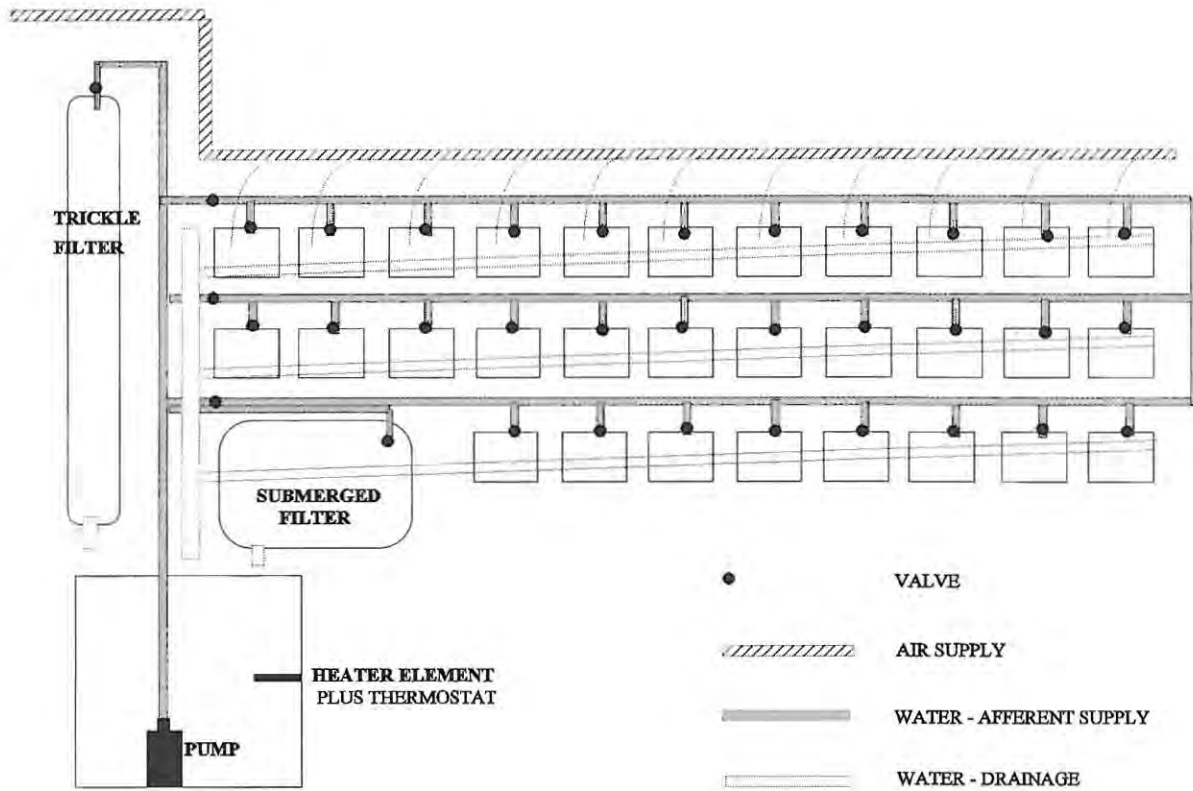 TRICKLE
FILTER
SUBMERGED
FILTER
HEATER ELEMENT
PLUS THERMOSTAT
PUMP
VALVE
AIR SUPPLY
WATER - AFFERENT SUPPLY
WATER - DRAINAGE